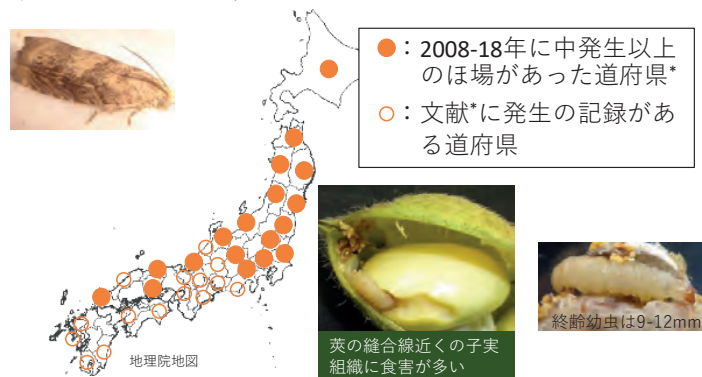 ●：2008-18年に中発生以上
のほ場があった道府県*
○：文献*に発生の記録があ
る道府県
終齢幼虫は9-12mm
莢の縫合線近くの子実
組織に食害が多い
地理院地図